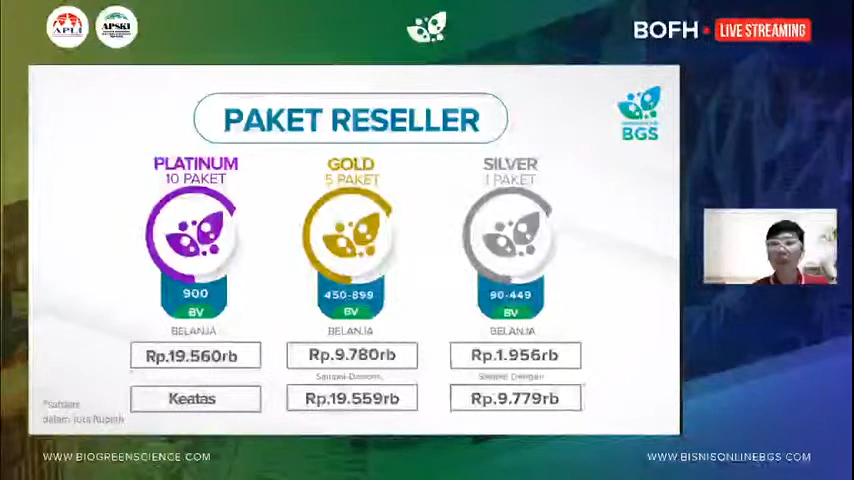 APLI
APSKI
BOFH
LIVE STREAMING
PAKET RESELLER
BGS
PLATINUM
10 PAKET
GOLD
5 PAKET
SILVER
1 PAKET
900
BV
450-899
BV
90-449
BV
BELANJA
BELANJA
BELANJA
Rp.19.560rb
Rp.9.780rb
Rp.1.956rb
Sampai Dengan
Sampai Dengan
Keatas
Rp.19.559rb
Rp.9.779rb
dalam Juta Rupiah
WWW.BIOGREENSCIENCE.COM
WWW.BISNISONLINEBGS.COM